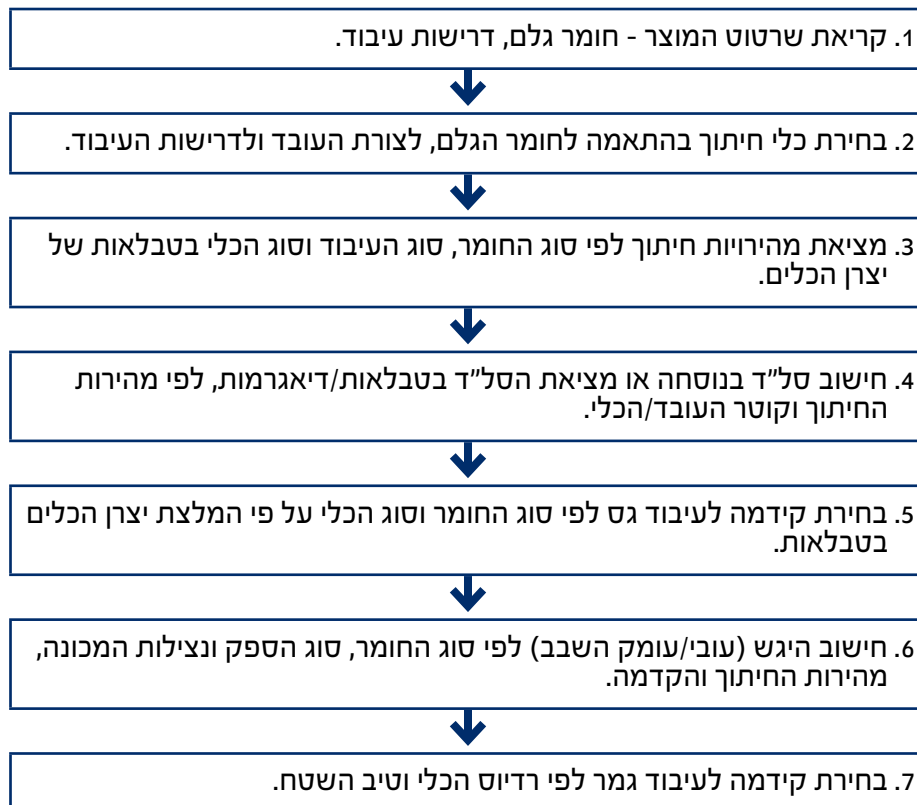 1. קריאת שרטוט המוצר - חומר גלם, דרישות עיבוד.
2. בחירת כלי חיתוך בהתאמה לחומר הגלם, לצורת העובד ולדרישות העיבוד.
3. מציאת מהירויות חיתוך לפי סוג החומר, סוג העיבוד וסוג הכלי בטבלאות של
יצרן הכלים.
4. חישוב סל״ד בנוסחה או מציאת הסל״ד בטבלאות/דיאגרמות, לפי מהירות
החיתוך וקוטר העובד/הכלי.
5. בחירת קידמה לעיבוד גס לפי סוג החומר וסוג הכלי על פי המלצת יצרן הכלים
בטבלאות.
6. חישוב היגש (עובי/עומק השבב) לפי סוג החומר, סוג הספק ונצילות המכונה,
מהירות החיתוך והקדמה.
7. בחירת קידמה לעיבוד גמר לפי רדיוס הכלי וטיב השטח.